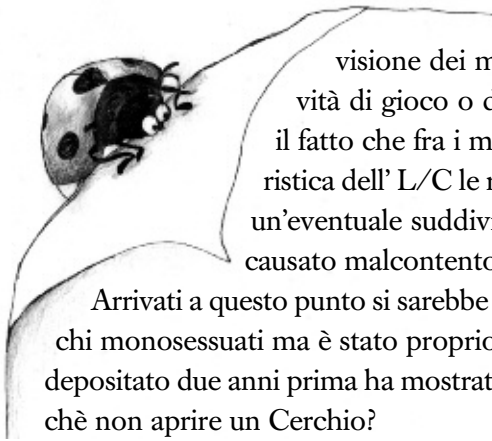 visione dei m
vità di gioco o d
il fatto che fra i m
ristica dell' L/C le r
un'eventuale suddivi
causato malcontento
Arrivati a questo punto si sarebbe
chi monosessuati ma è stato proprio
depositato due anni prima ha mostrat
chè non aprire un Cerchio?